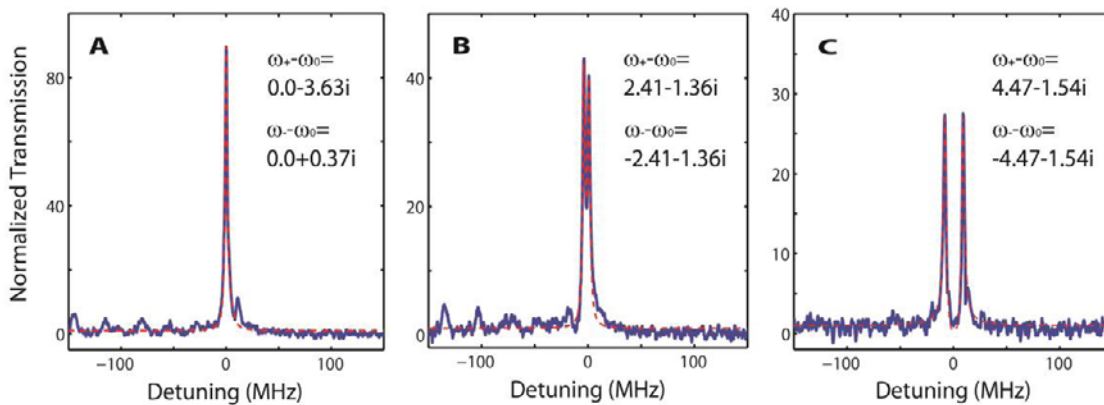 A
ω₊-ω₀=
0.0-3.63i
ω₋-ω₀=
0.0+0.37i
80
40
0
-100
0
100
Detuning (MHz)
Normalized Transmission
B
ω₊-ω₀=
2.41-1.36i
ω₋-ω₀=
-2.41-1.36i
40
20
0
-100
0
100
Detuning (MHz)
C
ω₊-ω₀=
4.47-1.54i
ω₋-ω₀=
-4.47-1.54i
40
30
20
10
0
-100
0
100
Detuning (MHz)